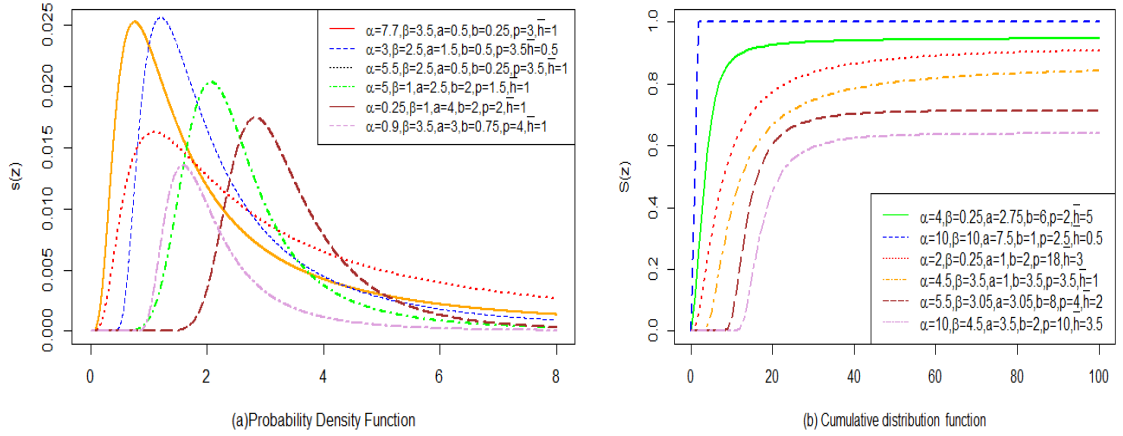 s(z)
0.025
0.020
0.015
0.010
0.005
0.000
α=7.7,β=3.5,a=0.5,b=0.25,p=3,h̅=1
α=3,β=2.5,a=1.5,b=0.5,p=3.5h̅=0.5
α=5.5,β=2.5,a=0.5,b=0.25,p=3.5,h̅=1
α=5,β=1,a=2.5,b=2,p=1.5,h̅=1
α=0.25,β=1,a=4,b=2,p=2,h̅=1
α=0.9,β=3.5,a=3,b=0.75,p=4,h̅=1
0 2 4 6 8
(a)Probability Density Function
S(z)
1.0
0.8
0.6
0.4
0.2
0.0
α=4,β=0.25,a=2.75,b=6,p=2,h̅=5
α=10,β=10,a=7.5,b=1,p=2.5,h̅=0.5
α=2,β=0.25,a=1,b=2,p=18,h̅=3
α=4.5,β=3.5,a=1,b=3.5,p=3.5,h̅=1
α=5.5,β=3.05,a=3.05,b=8,p=4,h̅=2
α=10,β=4.5,a=3.5,b=2,p=10,h̅=3.5
0 20 40 60 80 100
(b) Cumulative distribution function